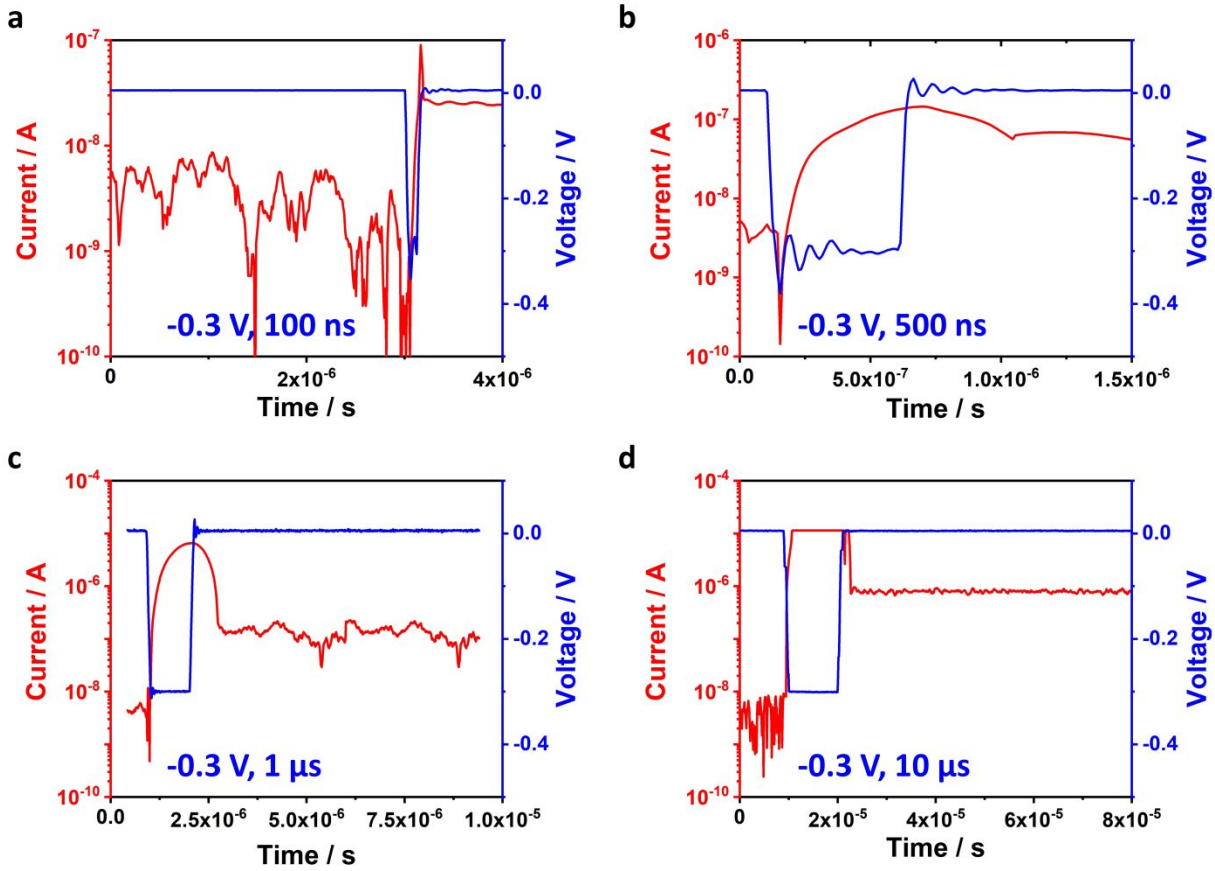 a
b
10⁻⁷
10⁻⁸
10⁻⁹
10⁻¹⁰
Current / A
0.0
-0.2
-0.4
Voltage / V
-0.3 V, 100 ns
0
2x10⁻⁶
4x10⁻⁶
Time / s
10⁻⁶
10⁻⁷
10⁻⁸
10⁻⁹
10⁻¹⁰
Current / A
0.0
-0.2
-0.4
Voltage / V
-0.3 V, 500 ns
0.0
5.0x10⁻⁷
1.0x10⁻⁶
1.5x10⁻⁶
Time / s
c
d
10⁻⁴
10⁻⁶
10⁻⁸
10⁻¹⁰
Current / A
0.0
-0.2
-0.4
Voltage / V
-0.3 V, 1 µs
0.0
2.5x10⁻⁶
5.0x10⁻⁶
7.5x10⁻⁶
1.0x10⁻⁵
Time / s
10⁻⁴
10⁻⁶
10⁻⁸
10⁻¹⁰
Current / A
0.0
-0.2
-0.4
Voltage / V
-0.3 V, 10 µs
0
2x10⁻⁵
4x10⁻⁵
6x10⁻⁵
8x10⁻⁵
Time / s